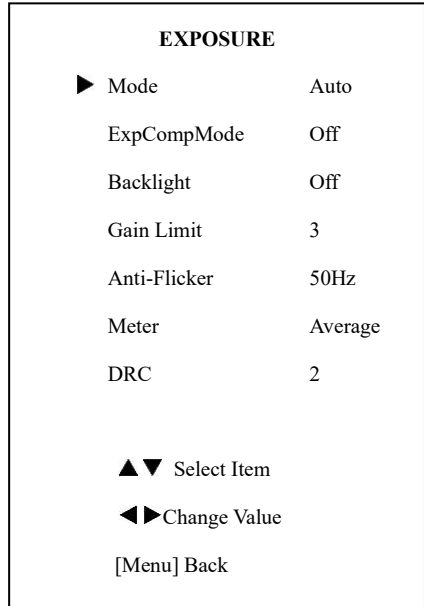 EXPOSURE
▶ Mode Auto
ExpCompMode Off
Backlight Off
Gain Limit 3
Anti-Flicker 50Hz
Meter Average
DRC 2
▲▼ Select Item
◀▶Change Value
[Menu] Back